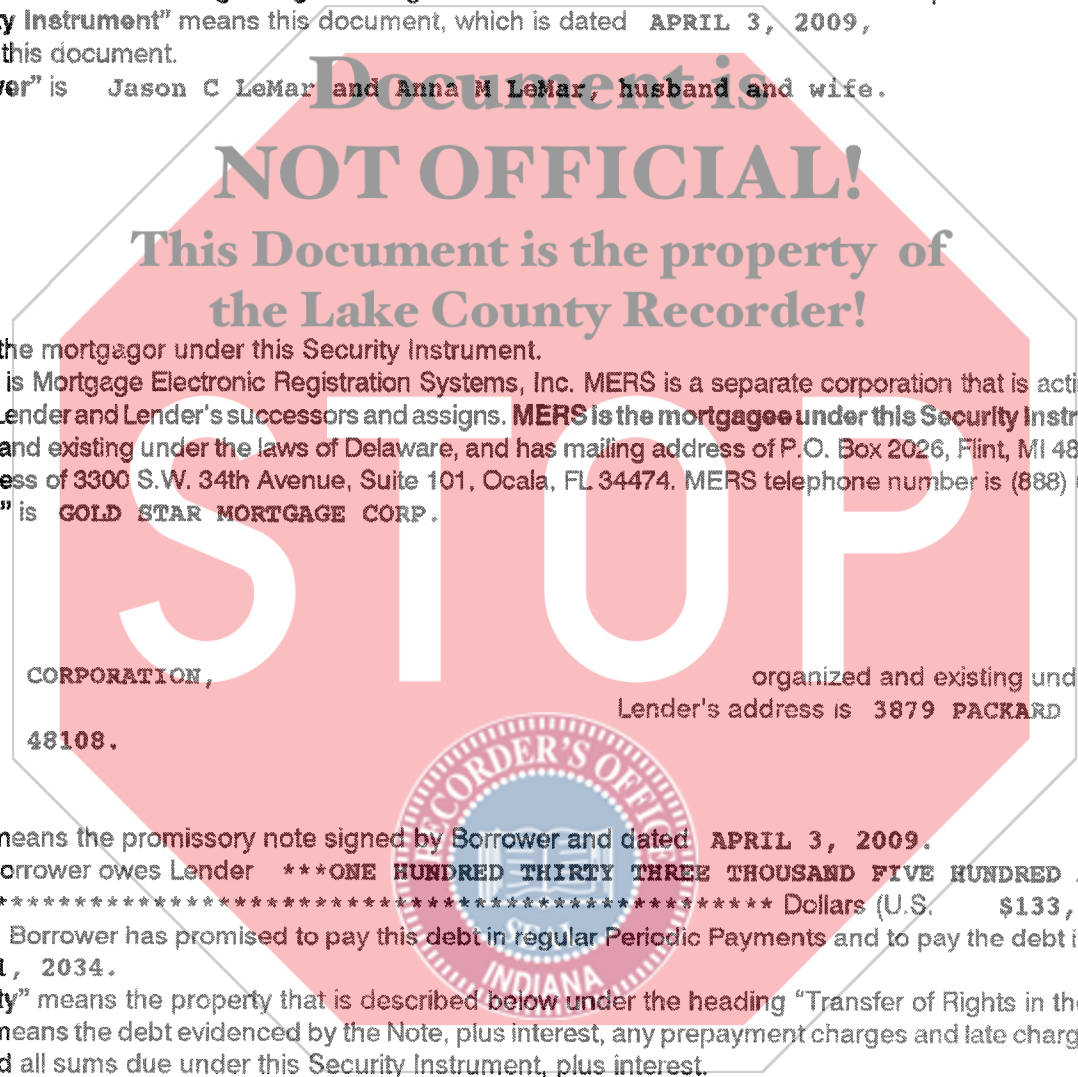 ty Instrument” means this document, which is dated APRIL 3, 2009,
this document.
ver” is Jason C LeMar and Anna M LeMar, husband and wife.
Document is
NOT OFFICIAL!
This Document is the property of
the Lake County Recorder!
the mortgagor under this Security Instrument.
is Mortgage Electronic Registration Systems, Inc. MERS is a separate corporation that is acti
Lender and Lender's successors and assigns. MERS is the mortgagee under this Security Instr
and existing under the laws of Delaware, and has mailing address of P.O. Box 2026, Flint, MI 48
ess of 3300 S.W. 34th Avenue, Suite 101, Ocala, FL 34474. MERS telephone number is (888)
” is GOLD STAR MORTGAGE CORP.
STOP
CORPORATION, organized and existing und
Lender's address is 3879 PACKARD
48108.
RECORDER'S OFFICE
means the promissory note signed by Borrower and dated APRIL 3, 2009.
orrower owes Lender ***ONE HUNDRED THIRTY THREE THOUSAND FIVE HUNDRED
*************************************************** Dollars (U.S. $133,
SEAL
Borrower has promised to pay this debt in regular Periodic Payments and to pay the debt i
l, 2034.
INDIANA
ty” means the property that is described below under the heading “Transfer of Rights in the
means the debt evidenced by the Note, plus interest, any prepayment charges and late charg
d all sums due under this Security Instrument, plus interest.